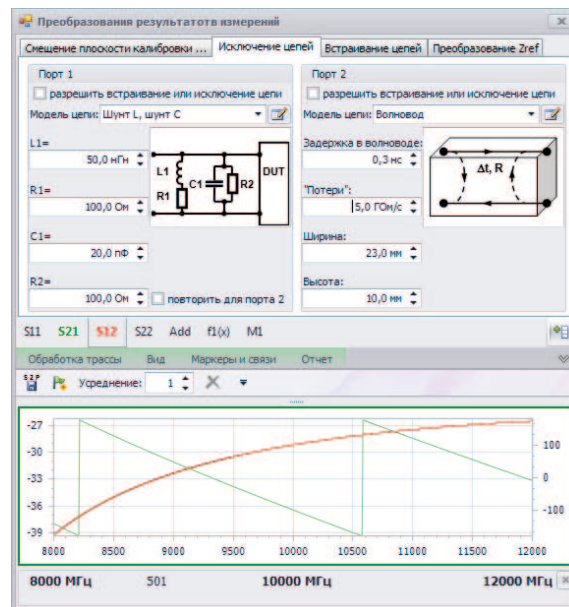 Преобразования результатотв измерений
Смещение плоскости калибровки ... Исключение цепей Встраивание цепей Преобразование Zref
Порт 1
разрешить встраивание или исключение цепи
Модель цепи: Шунт L, шунт C
L1=
50,0 нГн
R1=
100,0 Ом
C1=
20,0 пФ
R2=
100,0 Ом повторить для порта 2
L1 C1 R2 DUT
R1
Порт 2
разрешить встраивание или исключение цепи
Модель цепи: Волновод
Задержка в волноводе:
0,3 нс
"Потери":
5,0 ГОм/с
Ширина:
23,0 мм
Высота:
10,0 мм
Δt, R
S11 S21 S12 S22 Add f1(x) M1
Обработка трассы Вид Маркеры и связи Отчет
S2P Усреднение: 1
-27
-30
-33
-36
-39
100
0
-100
8000 8500 9000 9500 10000 10500 11000 11500 12000
8000 МГц 501 10000 МГц 12000 МГц